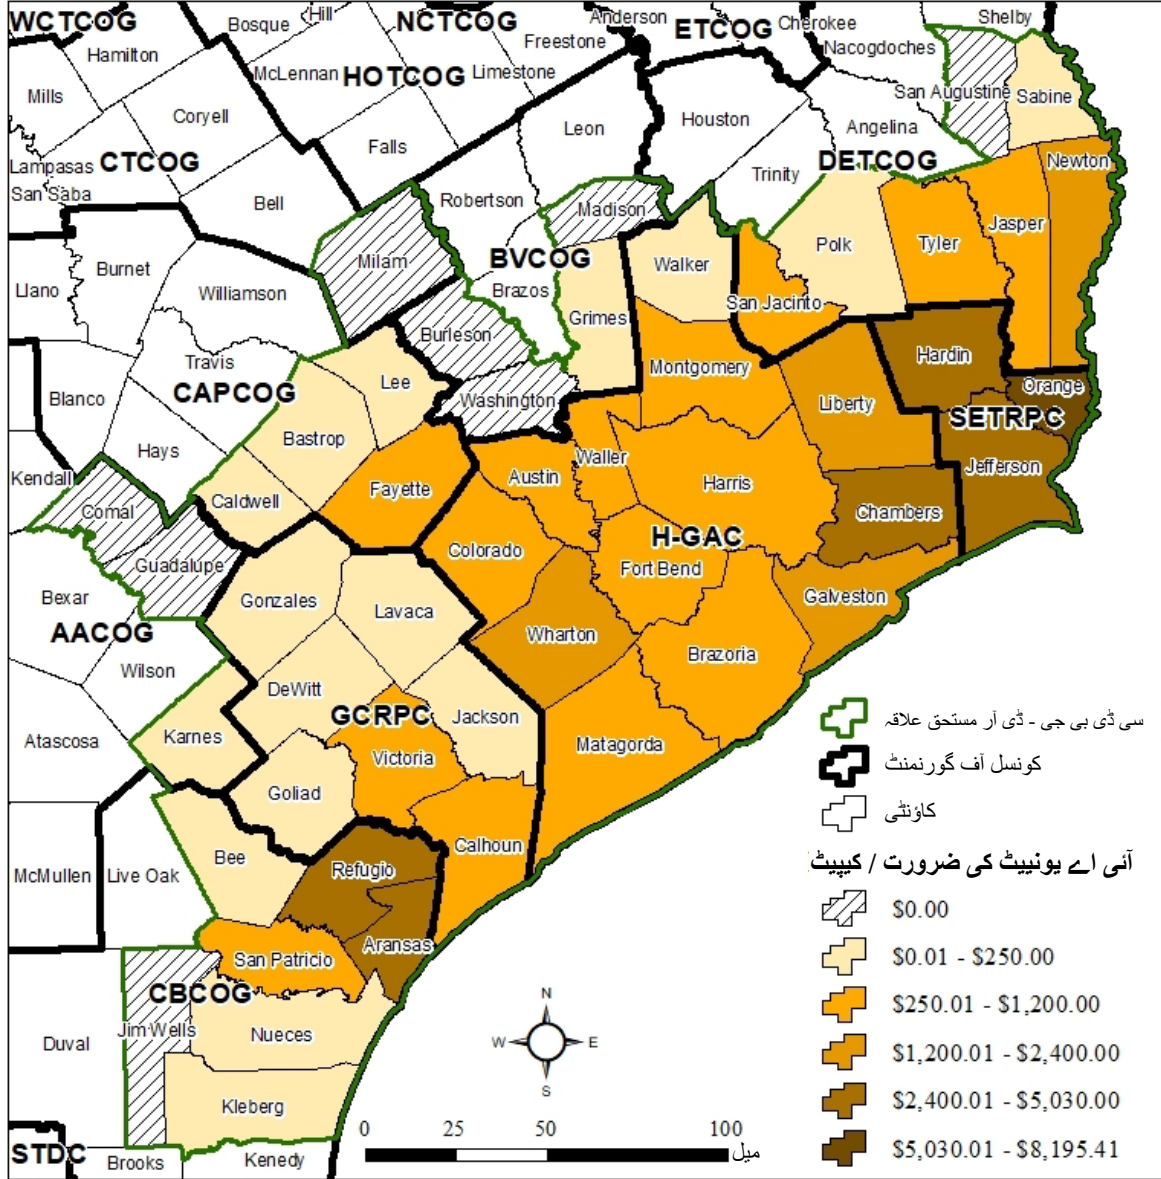 WCTCOG
Hamilton
Bosque
Hill
NCTCOG
Freestone
Anderson
ETCOG
Cherokee
Shelby
Nacogdoches
McLennan
HOTCOG
Limestone
San Augustine
Sabine
Mills
Coryell
Falls
Leon
Houston
Angelina
Lampasas
CTCOG
San Saba
Bell
Robertson
Madison
Trinity
DETCOG
Newton
Jasper
Burnet
Milam
BVCOG
Walker
Polk
Tyler
Llano
Williamson
Brazos
San Jacinto
Grimes
Burleson
Travis
Lee
Montgomery
Hardin
Blanco
CAPCOG
Washington
Liberty
Orange
SETRPC
Hays
Bastrop
Waller
Kendall
Caldwell
Fayette
Austin
Harris
Jefferson
Comal
Chambers
Guadalupe
Colorado
H-GAC
Fort Bend
Bexar
Gonzales
Lavaca
Galveston
AACOG
Wharton
Wilson
Brazoria
DeWitt
GCRPC
Jackson
Atascosa
Karnes
Victoria
Matagorda
Goliad
McMullen
Live Oak
Bee
Refugio
Calhoun
San Patricio
Aransas
CBCOG
Jim Wells
Nueces
Duval
Kleberg
STDC
Brooks
Kenedy
سی ڈی بی جی - ڈی آر مستحق علاقہ
کونسل آف گورنمنٹ
کاؤنٹی
آئی اے یونییٹ کی ضرورت / کیپیٹ
$0.00
$0.01 - $250.00
$250.01 - $1,200.00
$1,200.01 - $2,400.00
$2,400.01 - $5,030.00
$5,030.01 - $8,195.41
N
W E
S
0 25 50 100
میل